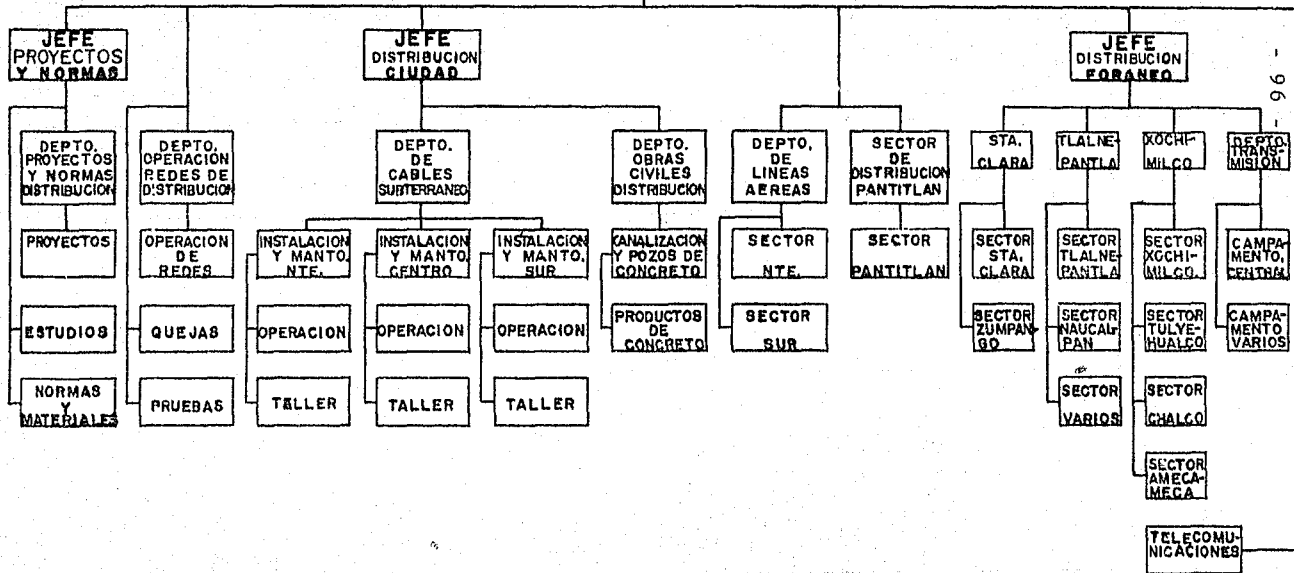 JEFE
PROYECTOS
Y NORMAS
JEFE
DISTRIBUCION
CIUDAD
JEFE
DISTRIBUCION
FORANEO
- 96 -
DEPTO.
PROYECTOS
Y NORMAS
DISTRIBUCION
DEPTO.
OPERACION
REDES DE
DISTRIBUCION
DEPTO.
DE
CABLES
SUBTERRANEO
DEPTO.
OBRAS
CIVILES
DISTRIBUCION
DEPTO.
DE
LINEAS
AEREAS
SECTOR
DE
DISTRIBUCION
PANTITLAN
STA.
CLARA
TLALNE-
PANTLA
XOCHI-
MILCO
DEPTO.
TRANS-
MISION
PROYECTOS
OPERACION
DE
REDES
INSTALACION
Y MANTO.
NTE.
INSTALACION
Y MANTO.
CENTRO
INSTALACION
Y MANTO.
SUR
CANALIZACION
Y POZOS DE
CONCRETO
SECTOR
NTE.
SECTOR
PANTITLAN
SECTOR
STA.
CLARA
SECTOR
TLALNE-
PANTLA
SECTOR
XOCHI-
MILCO.
CAMPA-
MENTO.
CENTRAL
ESTUDIOS
QUEJAS
OPERACION
OPERACION
OPERACION
PRODUCTOS
DE
CONCRETO
SECTOR
SUR
SECTOR
ZUMPAN-
GO
SECTOR
NAUCAL-
PAN
SECTOR
TULYE-
HUALCO
CAMPA-
MENTO
VARIOS
NORMAS
Y
MATERIALES
PRUEBAS
TALLER
TALLER
TALLER
SECTOR
VARIOS
SECTOR
CHALCO
SECTOR
AMECA-
MECA
TELECOMU-
NICACIONES